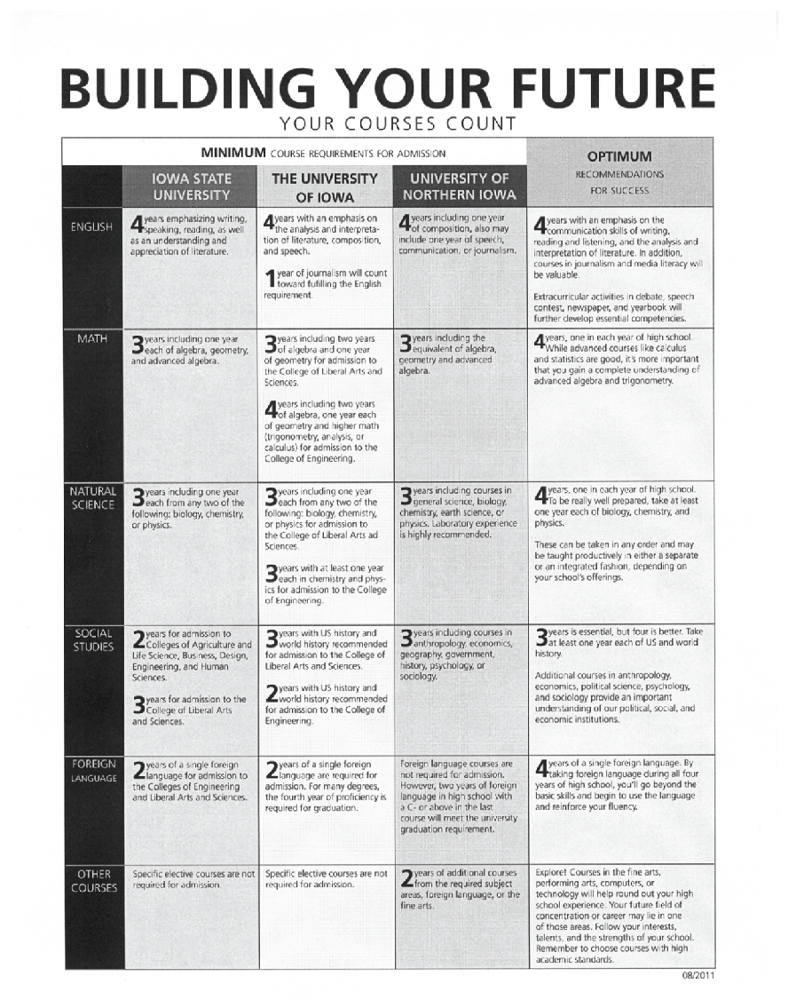 BUILDING YOUR FUTURE
YOUR COURSES COUNT
MINIMUM COURSE REQUIREMENTS FOR ADMISSION
OPTIMUM
RECOMMENDATIONS
FOR SUCCESS
IOWA STATE
UNIVERSITY
THE UNIVERSITY
OF IOWA
UNIVERSITY OF
NORTHERN IOWA
ENGLISH
4 years emphasizing writing,
speaking, reading, as well
as an understanding and
appreciation of literature.
4 years with an emphasis on
the analysis and interpreta-
tion of literature, composition,
and speech.
1 year of journalism will count
toward fufilling the English
requirement.
4 years including one year
of composition, also may
include one year of speech,
communication, or journalism.
4 years with an emphasis on the
communication skills of writing,
reading and listening, and the analysis and
interpretation of literature. In addition,
courses in journalism and media literacy will
be valuable.
Extracurricular activities in debate, speech
contest, newspaper, and yearbook will
further develop essential competencies.
MATH
3 years including one year
each of algebra, geometry,
and advanced algebra.
3 years including two years
of algebra and one year
of geometry for admission to
the College of Liberal Arts and
Sciences.
4 years including two years
of algebra, one year each
of geometry and higher math
(trigonometry, analysis, or
calculus) for admission to the
College of Engineering.
3 years including the
equivalent of algebra,
geometry and advanced
algebra.
4 years, one in each year of high school.
While advanced courses like calculus
and statistics are good, it's more important
that you gain a complete understanding of
advanced algebra and trigonometry.
NATURAL
SCIENCE
3 years including one year
each from any two of the
following: biology, chemistry,
or physics.
3 years including one year
each from any two of the
following: biology, chemistry,
or physics for admission to
the College of Liberal Arts ad
Sciences.
3 years with at least one year
each in chemistry and phys-
ics for admission to the College
of Engineering.
3 years including courses in
general science, biology,
chemistry, earth science, or
physics. Laboratory experience
is highly recommended.
4 years, one in each year of high school.
To be really well prepared, take at least
one year each of biology, chemistry, and
physics.
These can be taken in any order and may
be taught productively in either a separate
or an integrated fashion, depending on
your school's offerings.
SOCIAL
STUDIES
2 years for admission to
Colleges of Agriculture and
Life Science, Business, Design,
Engineering, and Human
Sciences.
3 years for admission to the
College of Liberal Arts
and Sciences.
3 years with US history and
world history recommended
for admission to the College of
Liberal Arts and Sciences.
2 years with US history and
world history recommended
for admission to the College of
Engineering.
3 years including courses in
anthropology, economics,
geography, government,
history, psychology, or
sociology.
3 years is essential, but four is better. Take
at least one year each of US and world
history.
Additional courses in anthropology,
economics, political science, psychology,
and sociology provide an important
understanding of our political, social, and
economic institutions.
FOREIGN
LANGUAGE
2 years of a single foreign
language for admission to
the Colleges of Engineering
and Liberal Arts and Sciences.
2 years of a single foreign
language are required for
admission. For many degrees,
the fourth year of proficiency is
required for graduation.
Foreign language courses are
not required for admission.
However, two years of foreign
language in high school with
a C- or above in the last
course will meet the university
graduation requirement.
4 years of a single foreign language. By
taking foreign language during all four
years of high school, you'll go beyond the
basic skills and begin to use the language
and reinforce your fluency.
OTHER
COURSES
Specific elective courses are not
required for admission.
Specific elective courses are not
required for admission.
2 years of additional courses
from the required subject
areas, foreign language, or the
fine arts.
Explore! Courses in the fine arts,
performing arts, computers, or
technology will help round out your high
school experience. Your future field of
concentration or career may lie in one
of those areas. Follow your interests,
talents, and the strengths of your school.
Remember to choose courses with high
academic standards.
08/2011